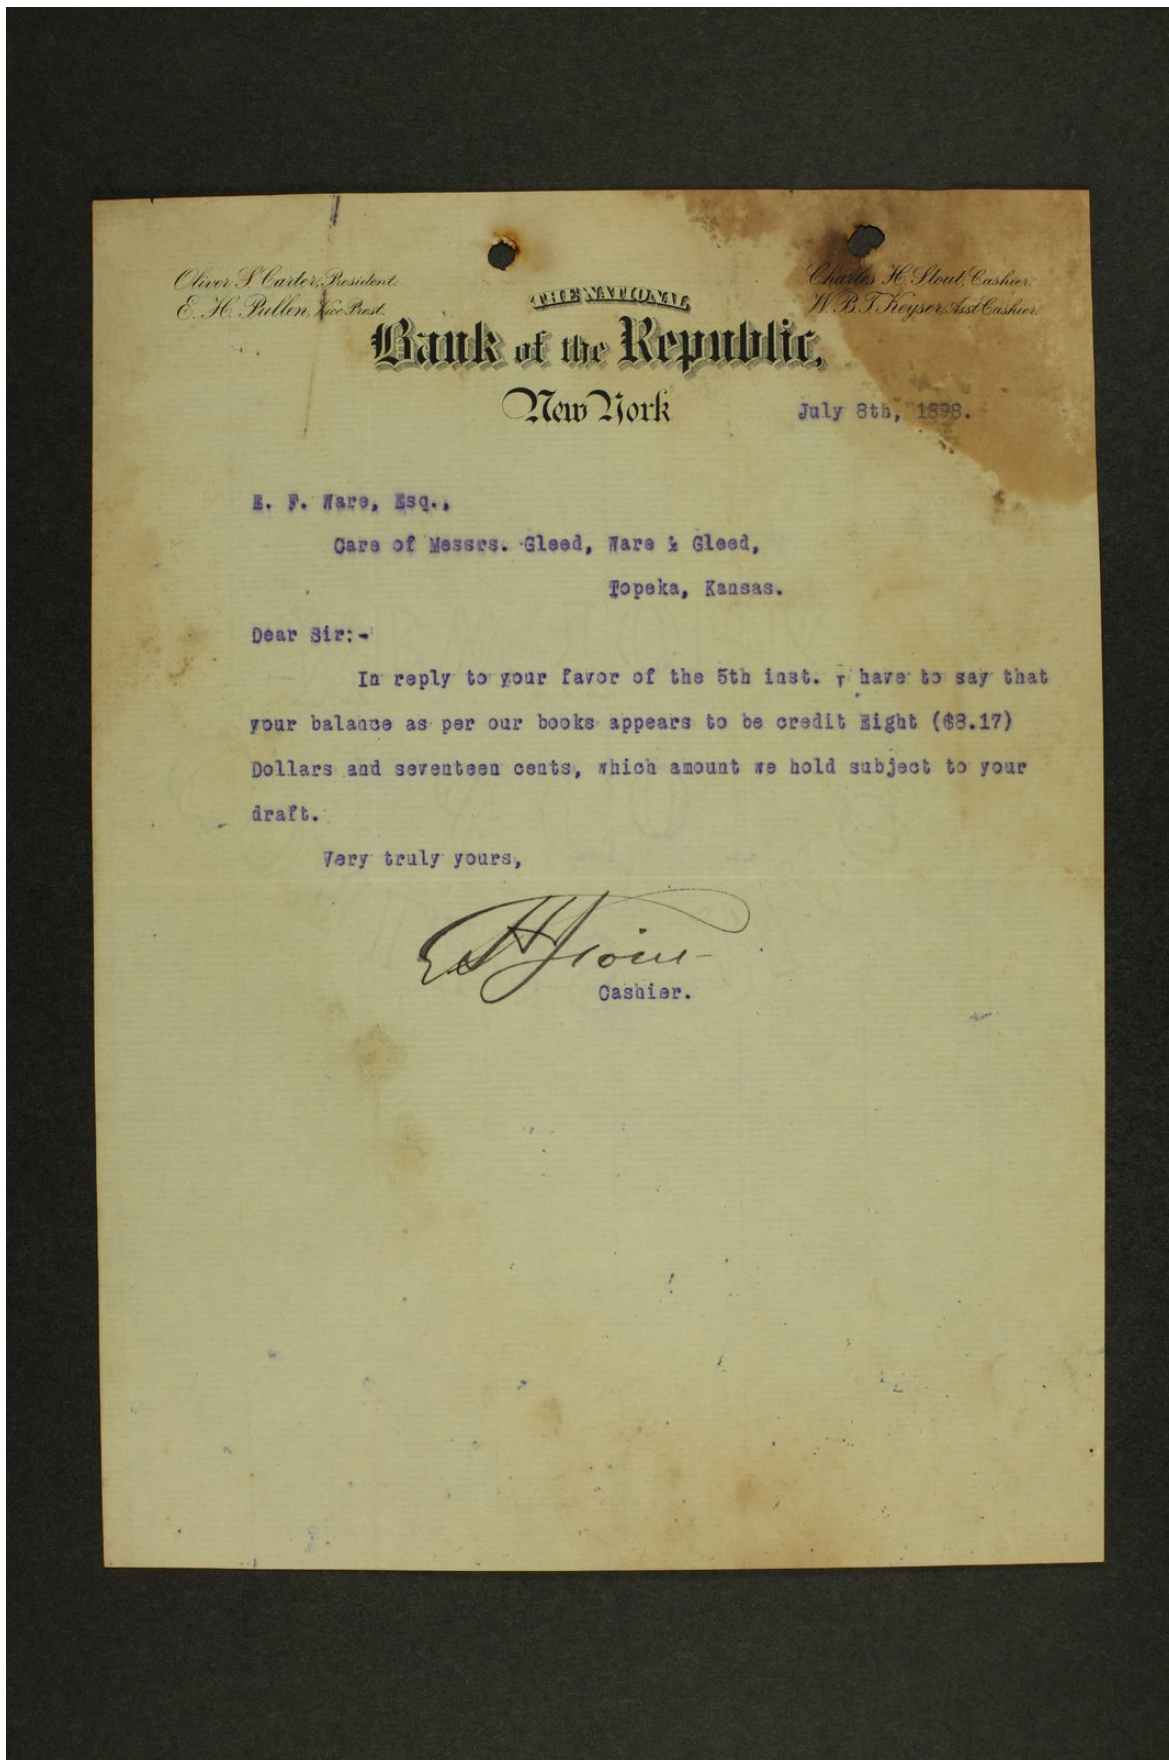 Oliver S. Carter, President.
E. H. Pullen, Vice Prest.
Charles H. Stout, Cashier.
W. B. T. Keyser, Asst Cashier.
THE NATIONAL
Bank of the Republic,
New York
July 8th, 1898.
E. F. Ware, Esq.,
Care of Messrs. Gleed, Ware & Gleed,
Topeka, Kansas.
Dear Sir:-
In reply to your favor of the 5th inst. I have to say that
your balance as per our books appears to be credit Eight ($8.17)
Dollars and seventeen cents, which amount we hold subject to your
draft.
Very truly yours,
Cashier.